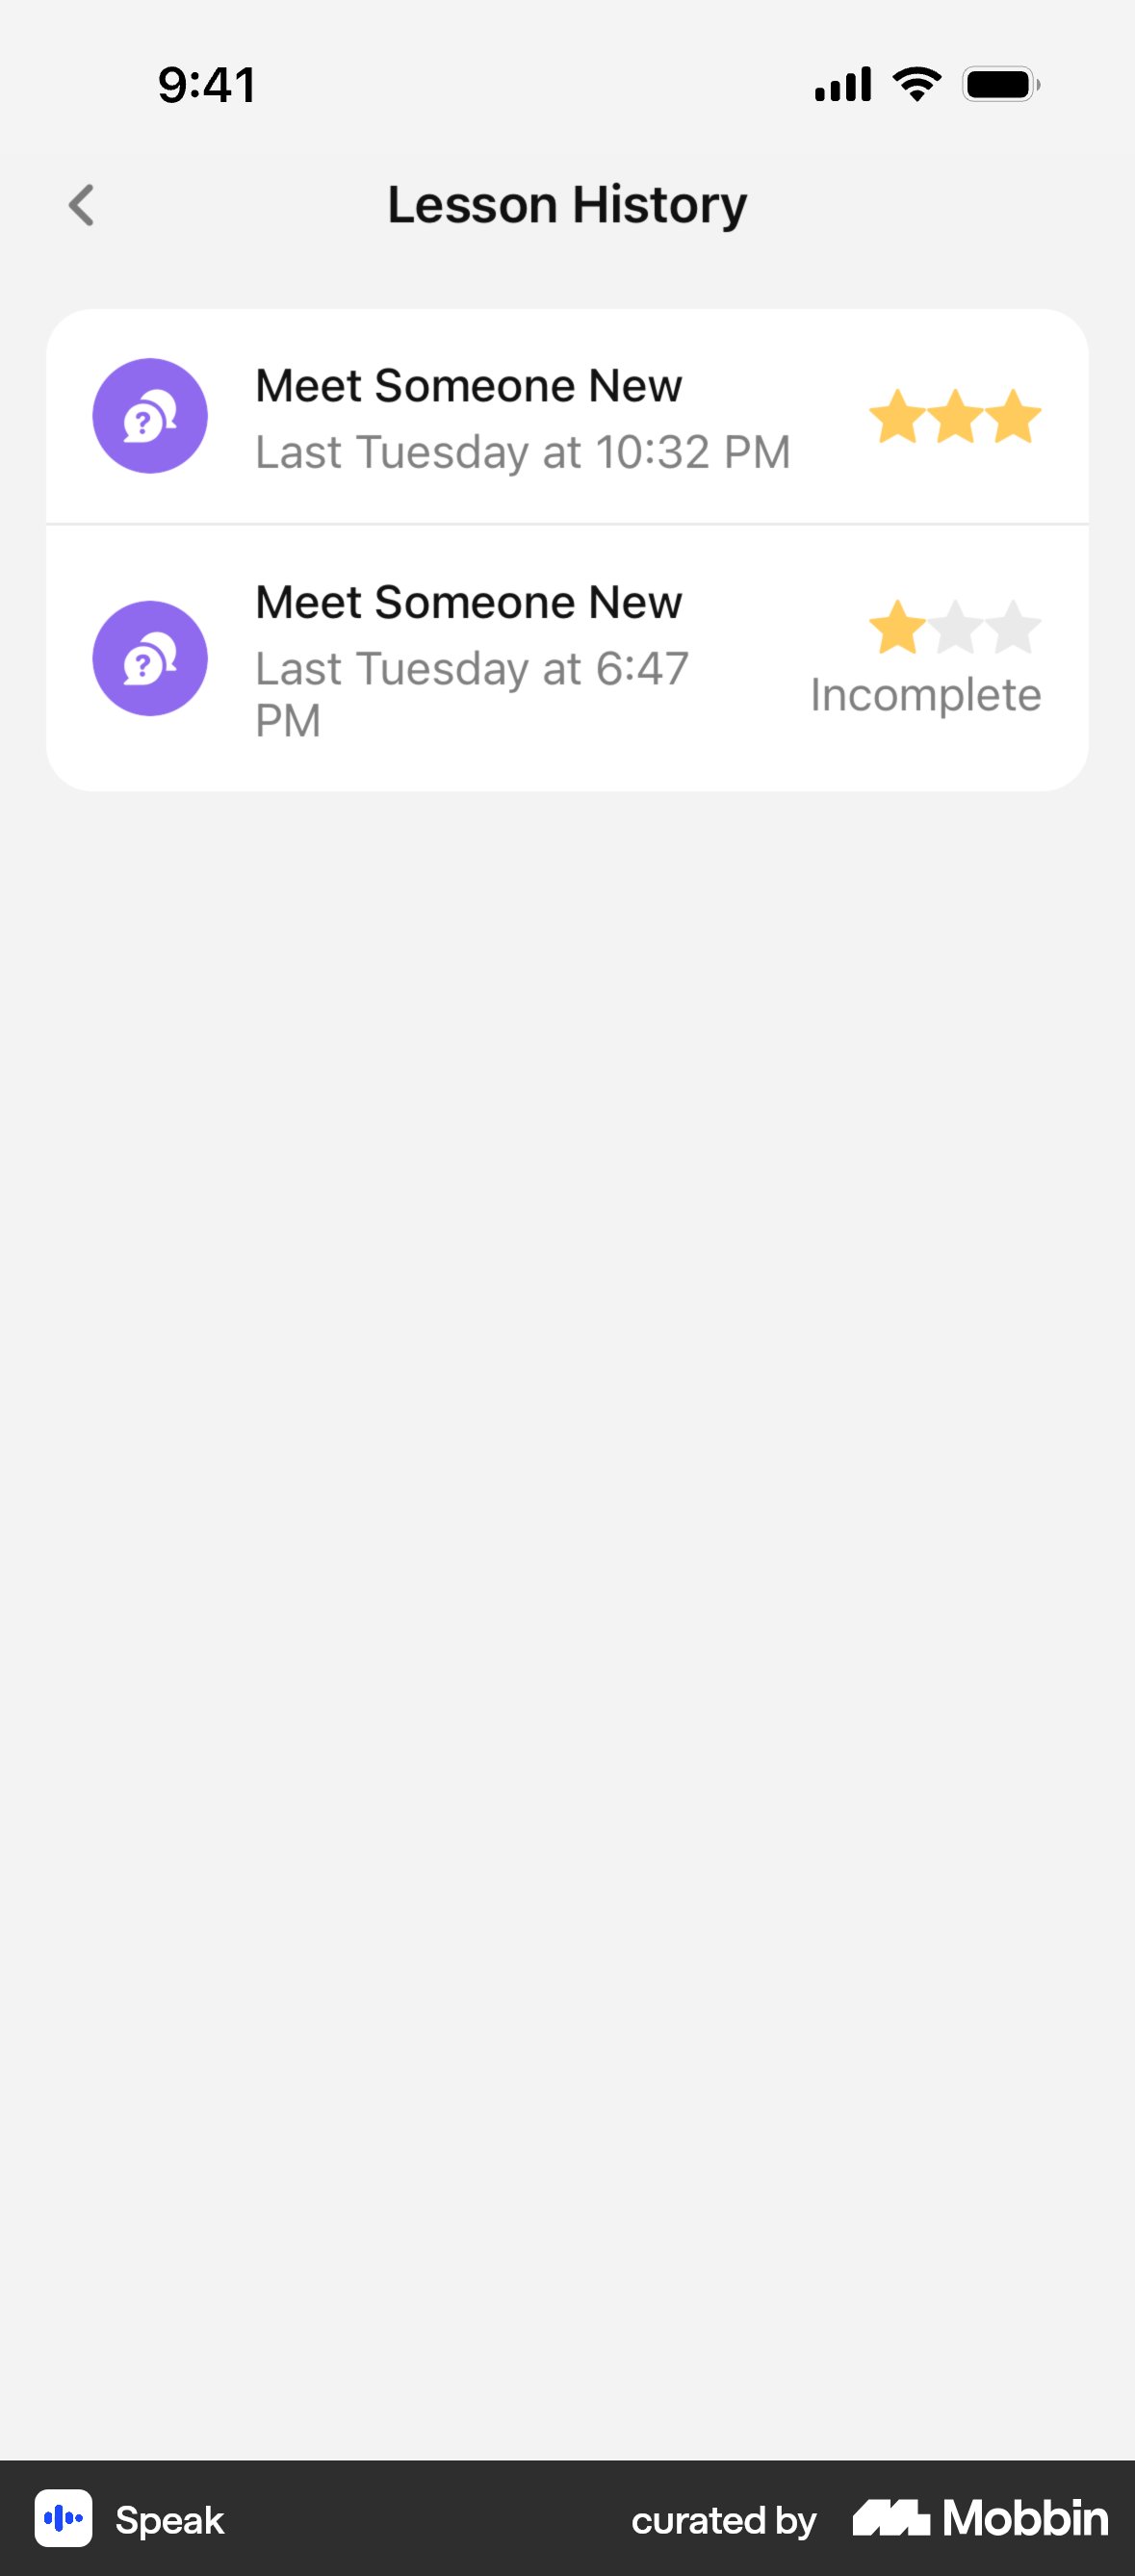 9:41
Lesson History
Meet Someone New
Last Tuesday at 10:32 PM
Meet Someone New
Last Tuesday at 6:47
PM
Incomplete
Speak
curated by
Mobbin